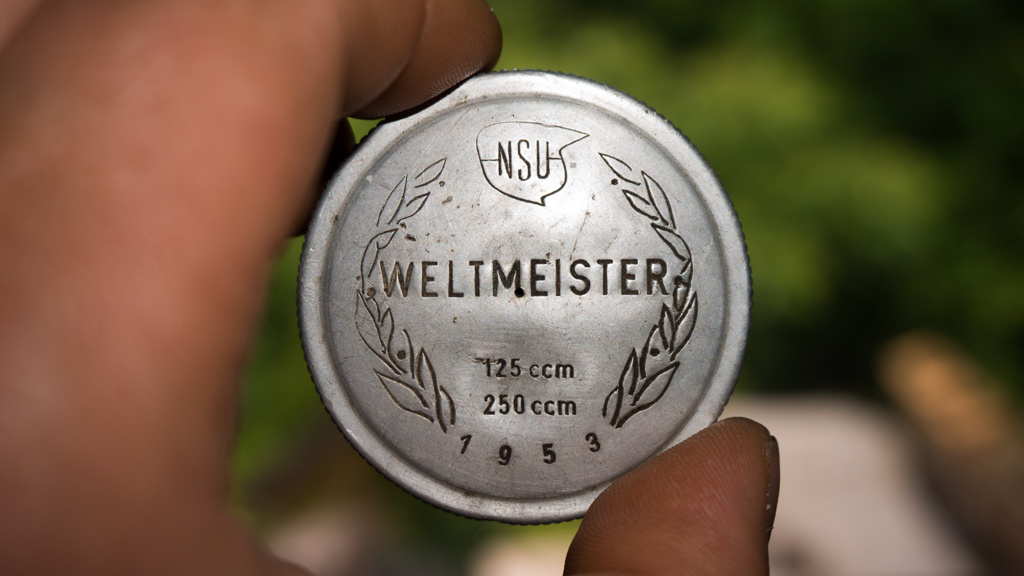 NSU
WELTMEISTER
125 ccm
250 ccm
1953